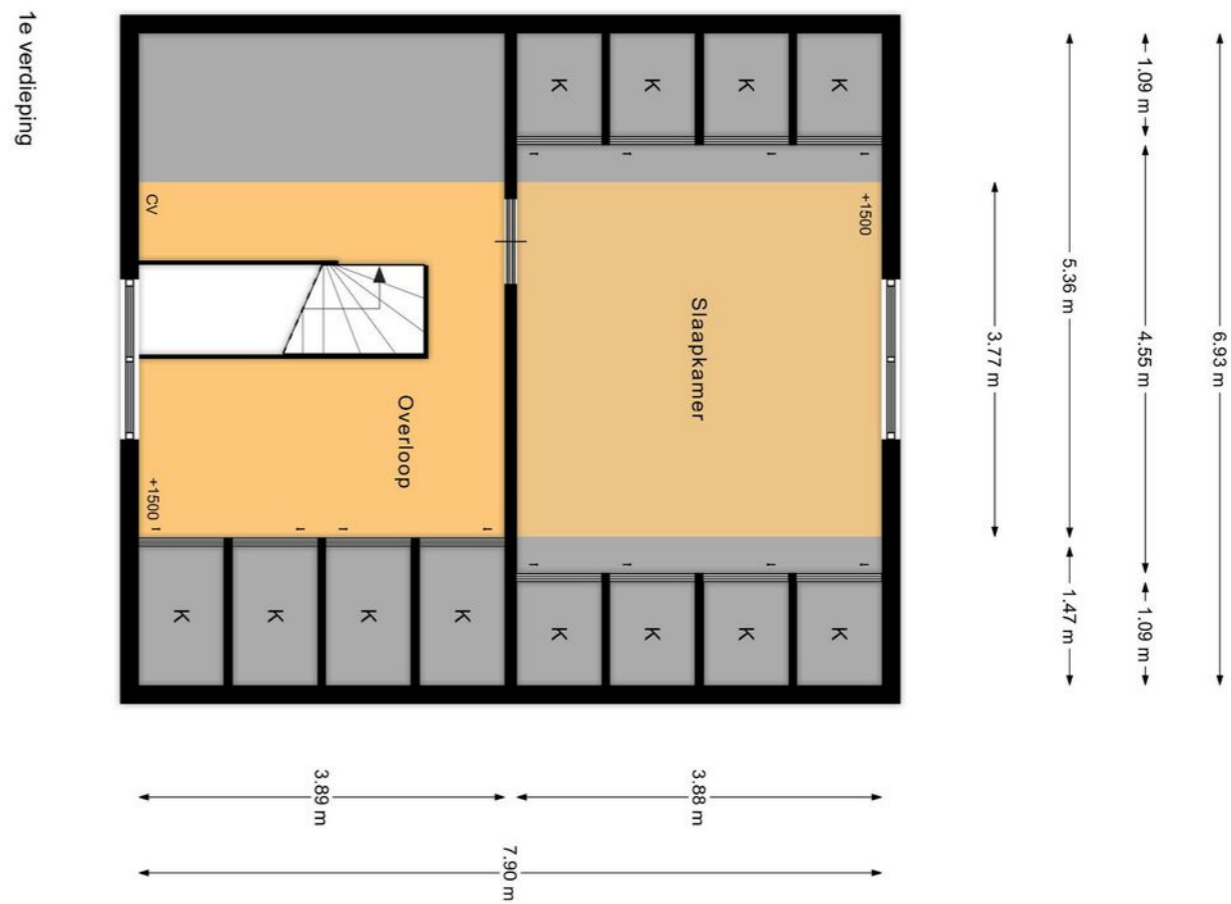 6.93 m
1.09 m
4.55 m
1.09 m
5.36 m
1.47 m
3.77 m
+1500
K
K
K
K
Slaapkamer
3.88 m
K
K
K
K
7.90 m
K
Overloop
K
3.89 m
K
K
CV
+1500
1e verdieping